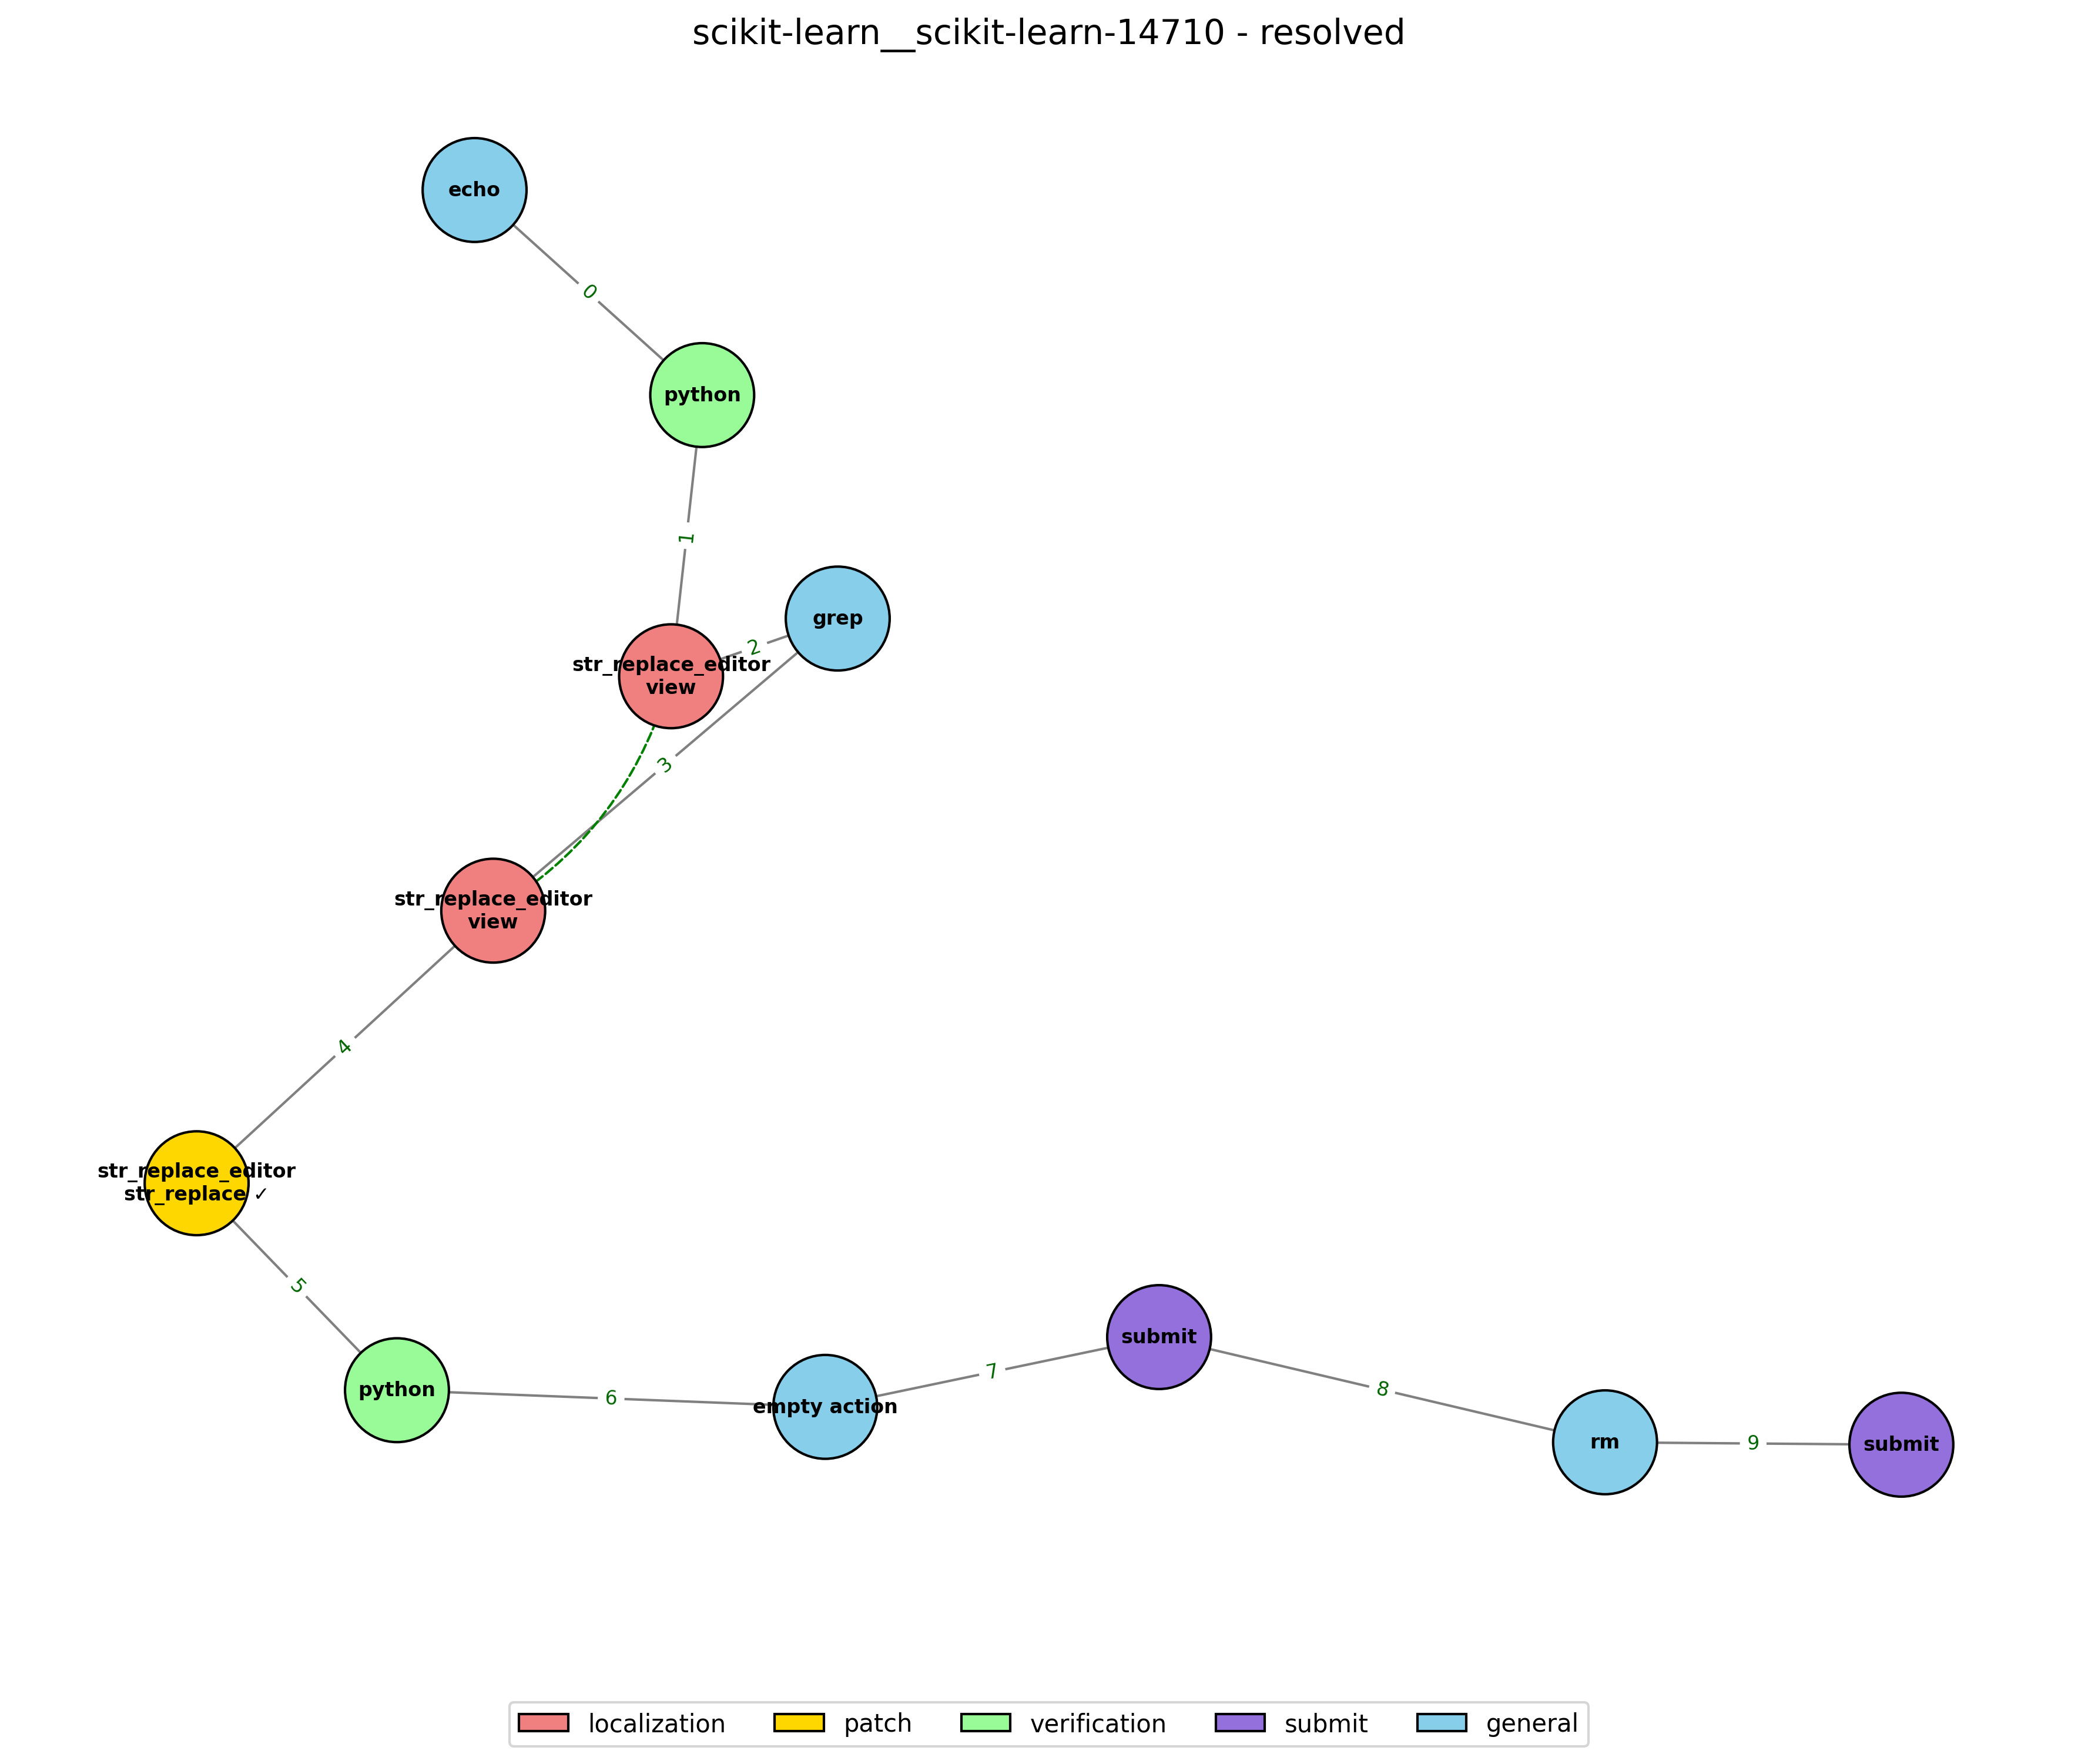 scikit-learn__scikit-learn-14710 - resolved
echo
0
python
1
grep
2
str_replace_editor
view
3
str_replace_editor
view
4
str_replace_editor
str_replace ✓
5
python
6
empty action
7
submit
8
rm
9
submit
localization
patch
verification
submit
general